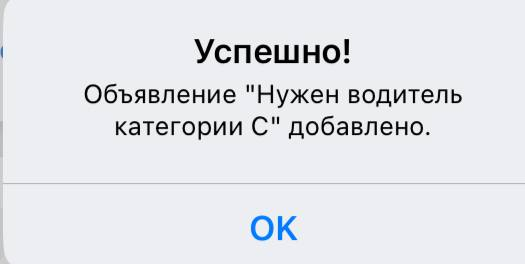 Успешно!
Объявление "Нужен водитель
категории С" добавлено.
OK